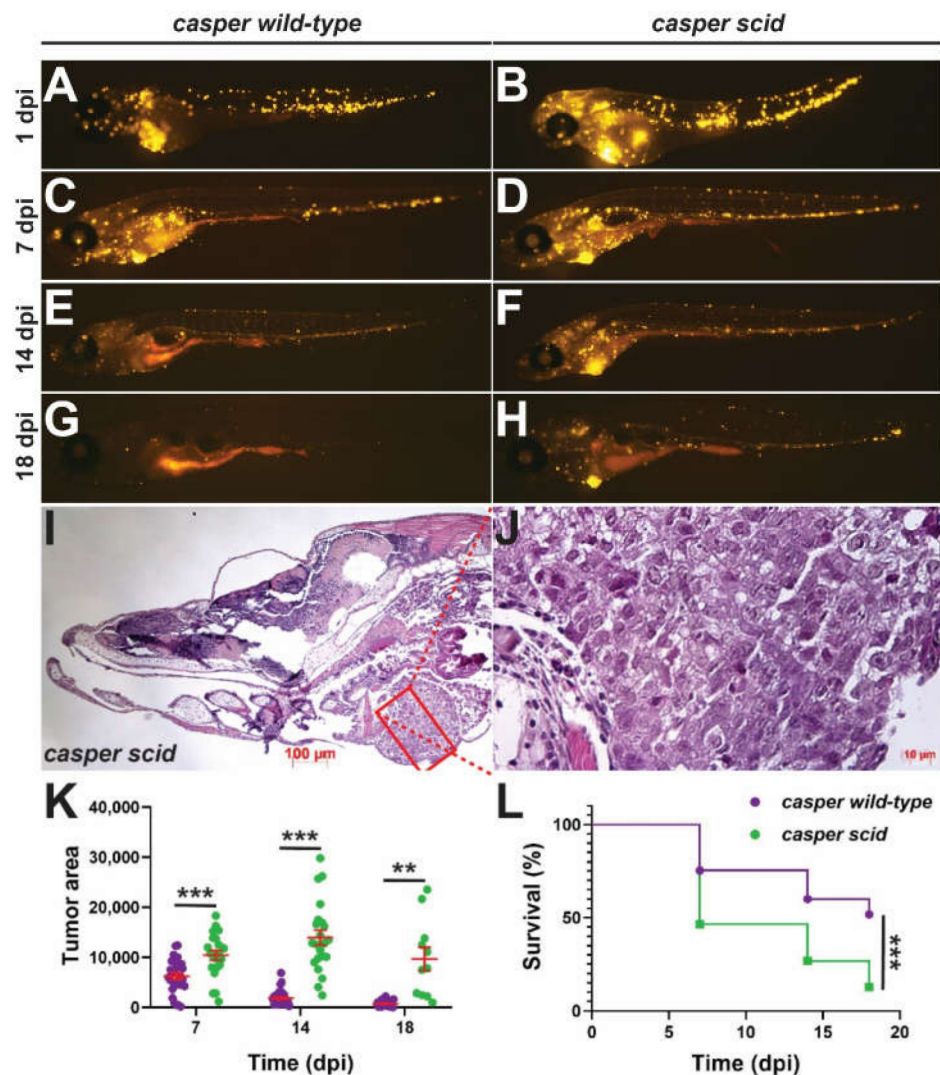 casper wild-type
casper scid
1 dpi
A
B
7 dpi
C
D
14 dpi
E
F
18 dpi
G
H
I
casper scid
100 µm
J
10 µm
K
Tumor area
40,000
30,000
20,000
10,000
0
***
***
**
7
14
18
Time (dpi)
L
casper wild-type
casper scid
Survival (%)
100
50
0
***
0
5
10
15
20
Time (dpi)